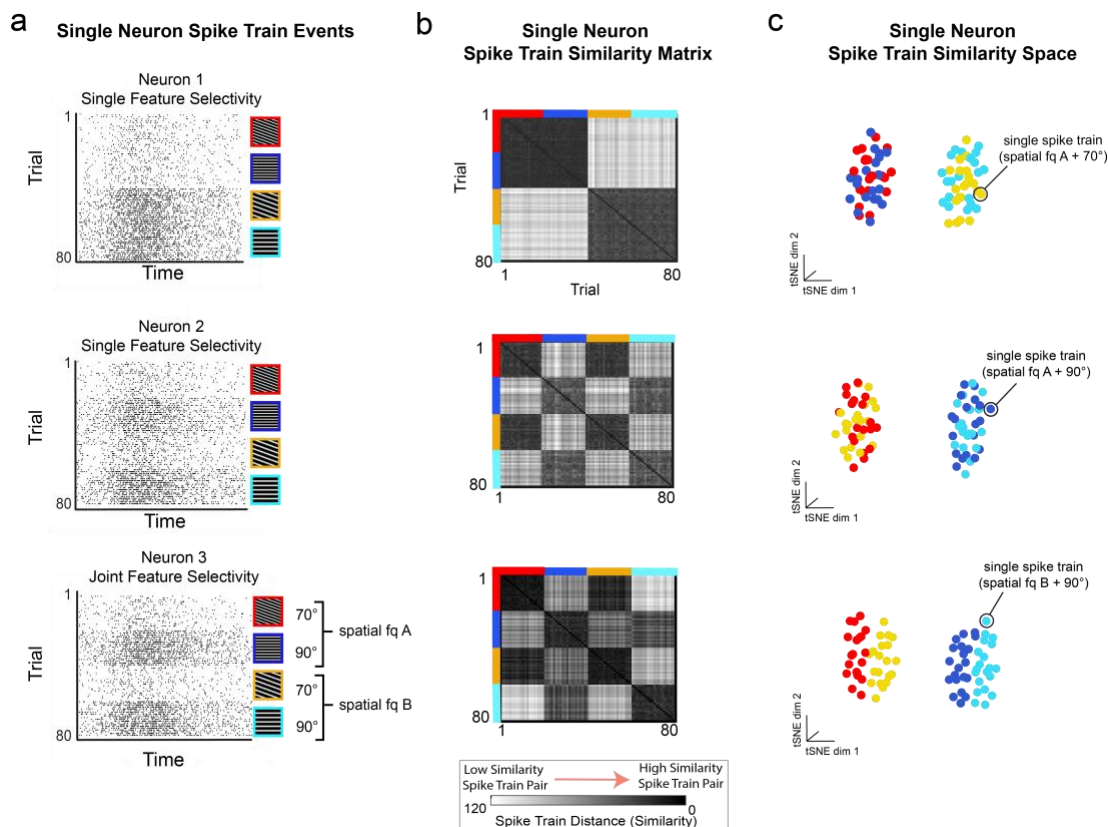 a
Single Neuron Spike Train Events
Neuron 1
Single Feature Selectivity
1
Trial
80
Time
Neuron 2
Single Feature Selectivity
1
Trial
80
Time
Neuron 3
Joint Feature Selectivity
1
Trial
80
Time
70°
90°
spatial fq A
70°
90°
spatial fq B
b
Single Neuron
Spike Train Similarity Matrix
1
Trial
80
1
80
Trial
1
80
1
80
1
80
Low Similarity
Spike Train Pair
High Similarity
Spike Train Pair
120
0
Spike Train Distance (Similarity)
c
Single Neuron
Spike Train Similarity Space
single spike train
(spatial fq A + 70°)
tSNE dim 2
tSNE dim 1
single spike train
(spatial fq A + 90°)
tSNE dim 2
tSNE dim 1
single spike train
(spatial fq B + 90°)
tSNE dim 2
tSNE dim 1